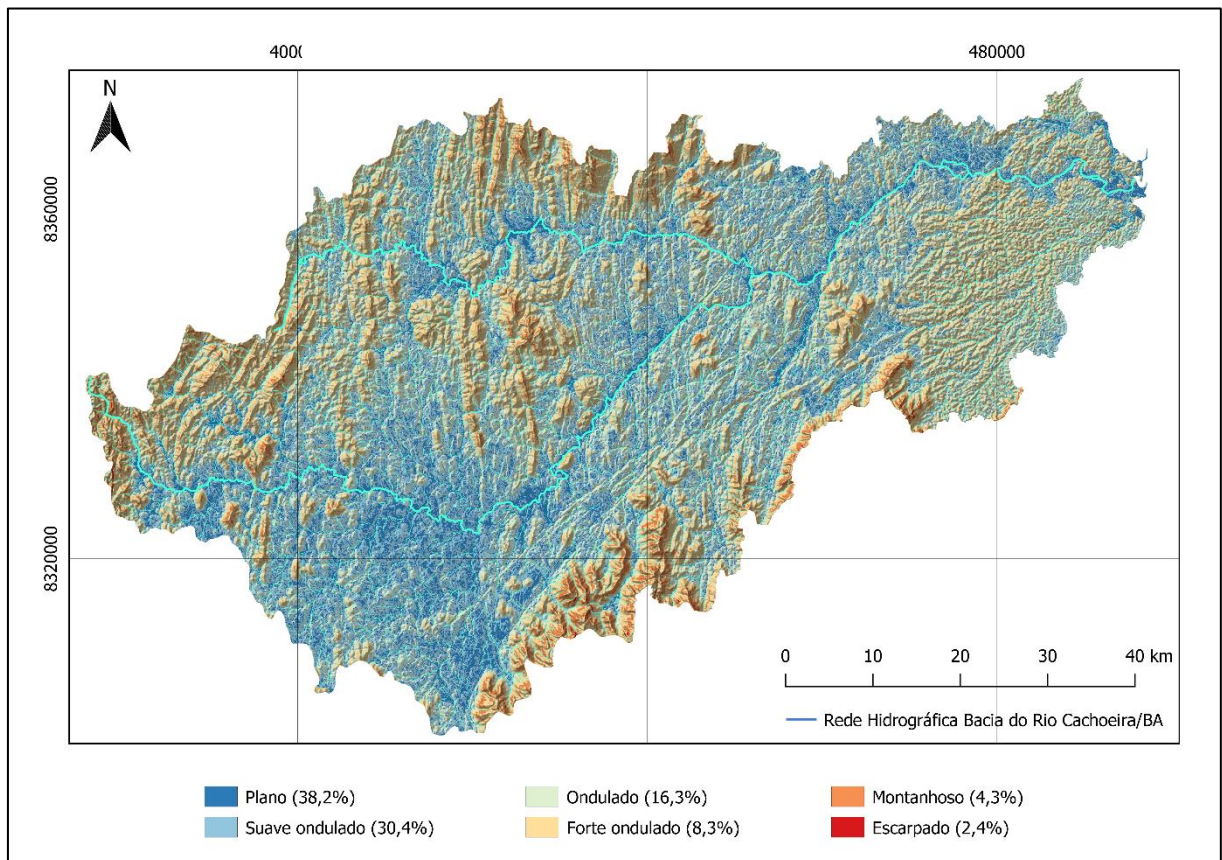 400
480000
N
8360000
8320000
0 10 20 30 40 km
Rede Hidrográfica Bacia do Rio Cachoeira/BA
Plano (38,2%)
Ondulado (16,3%)
Montanhoso (4,3%)
Suave ondulado (30,4%)
Forte ondulado (8,3%)
Escarpado (2,4%)